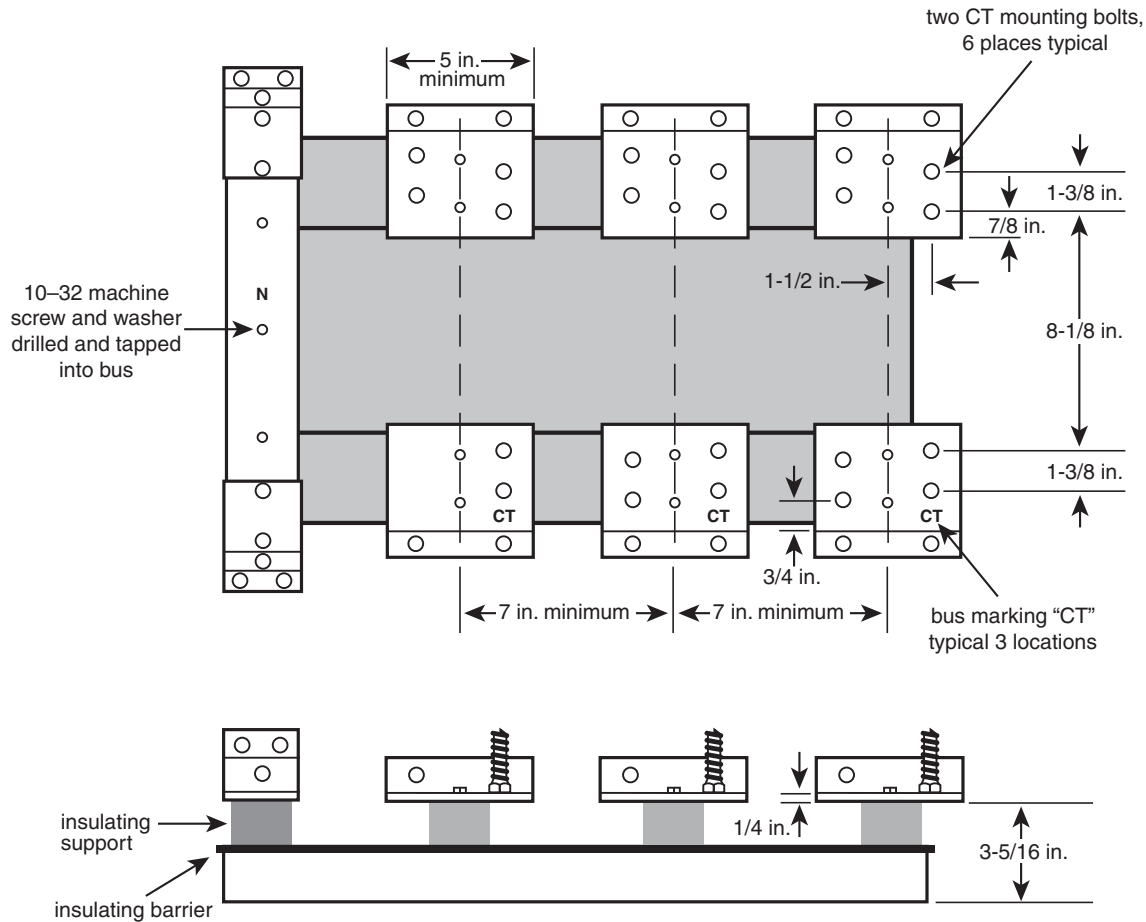 two CT mounting bolts,
6 places typical
5 in.
minimum
1-3/8 in.
7/8 in.
1-1/2 in.
N
10–32 machine
screw and washer
drilled and tapped
into bus
8-1/8 in.
1-3/8 in.
CT
CT
CT
3/4 in.
7 in. minimum
7 in. minimum
bus marking “CT”
typical 3 locations
insulating
support
1/4 in.
3-5/16 in.
insulating barrier